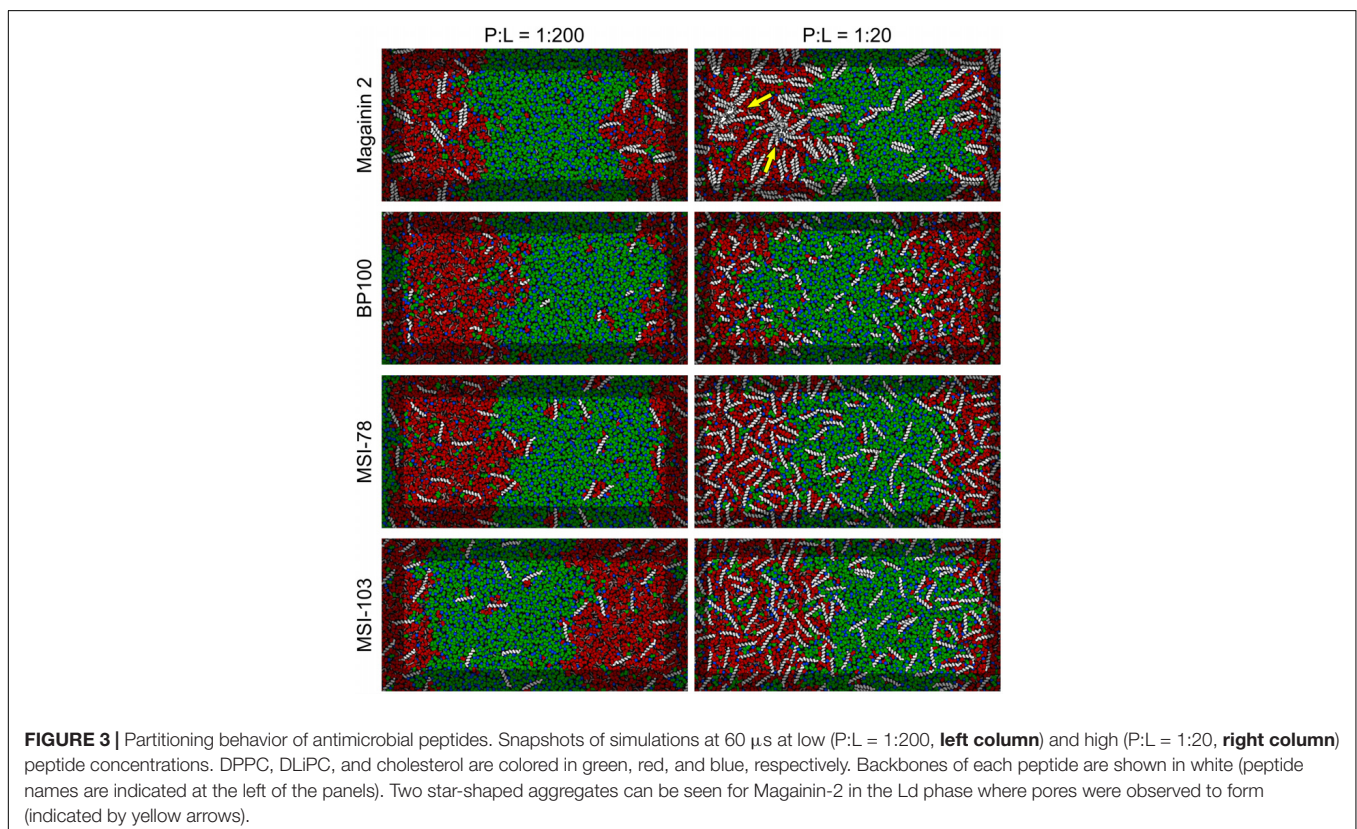 P:L = 1:200
P:L = 1:20
Magainin 2
BP100
MSI-78
MSI-103
FIGURE 3 | Partitioning behavior of antimicrobial peptides. Snapshots of simulations at 60 μs at low (P:L = 1:200, left column) and high (P:L = 1:20, right column)
peptide concentrations. DPPC, DLiPC, and cholesterol are colored in green, red, and blue, respectively. Backbones of each peptide are shown in white (peptide
names are indicated at the left of the panels). Two star-shaped aggregates can be seen for Magainin-2 in the Ld phase where pores were observed to form
(indicated by yellow arrows).